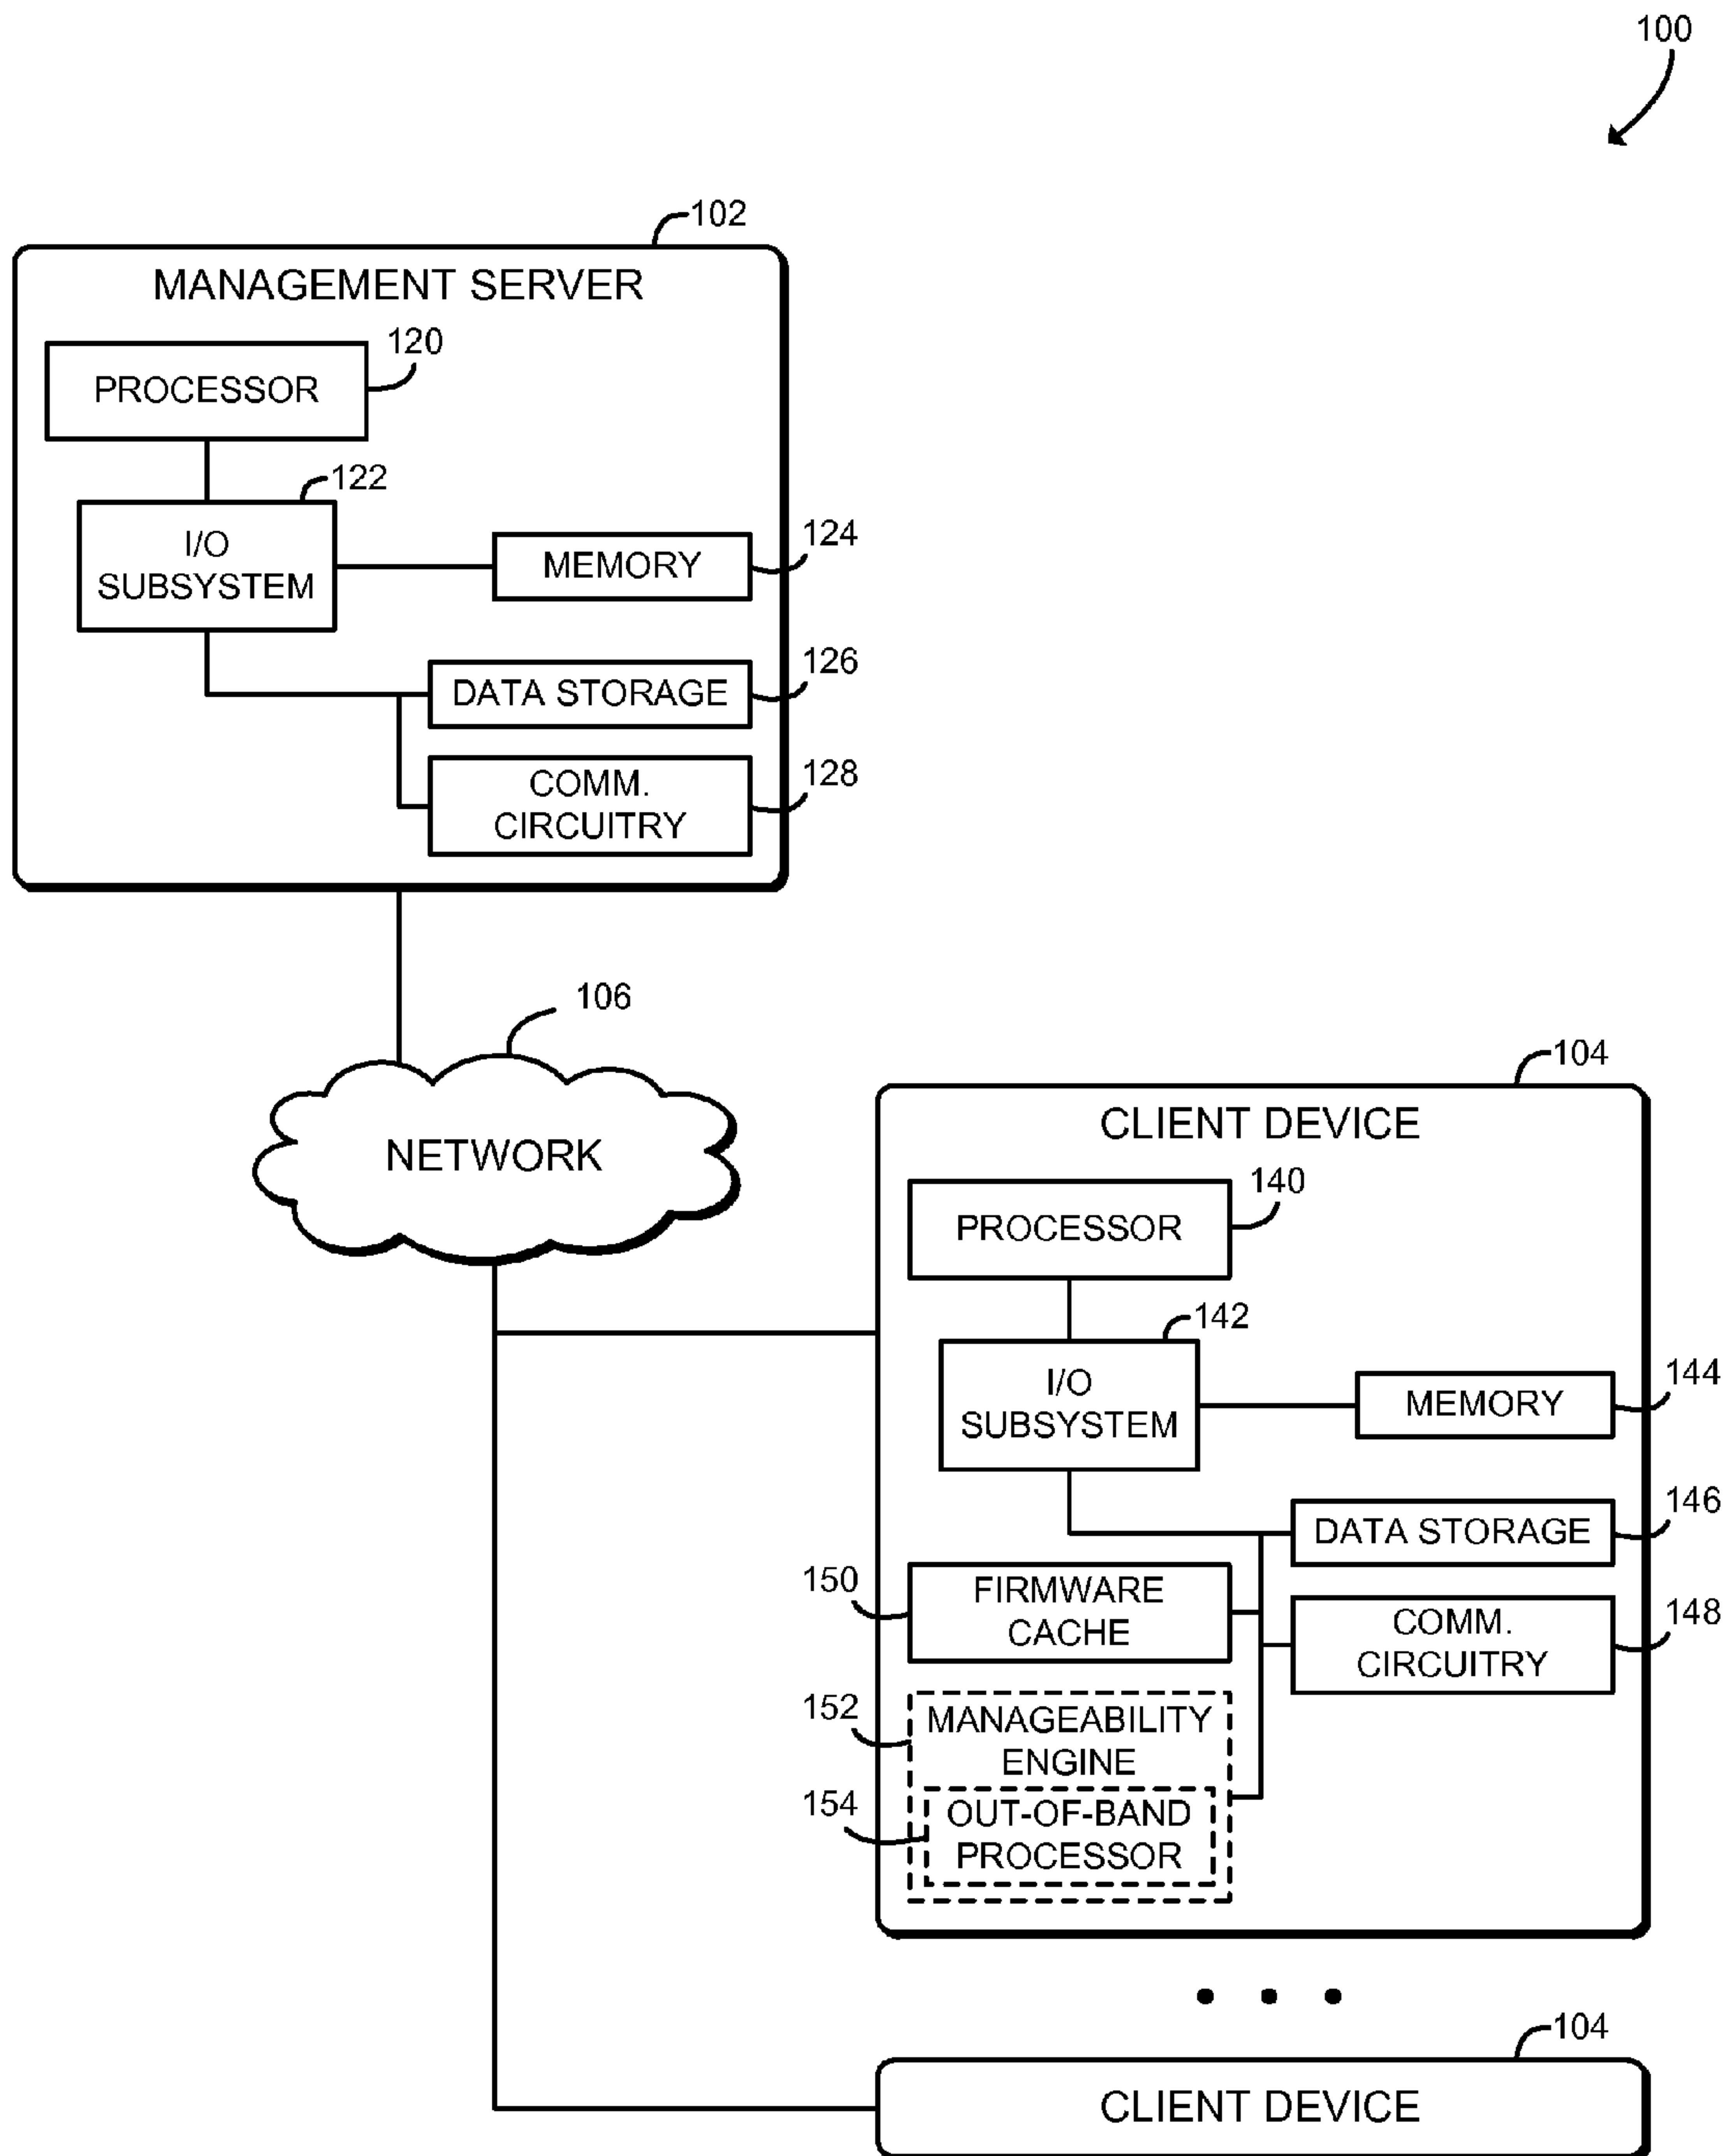 100
102
MANAGEMENT SERVER
120
PROCESSOR
122
I/O
SUBSYSTEM
124
MEMORY
126
DATA STORAGE
128
COMM.
CIRCUITRY
106
NETWORK
104
CLIENT DEVICE
140
PROCESSOR
142
I/O
SUBSYSTEM
144
MEMORY
146
DATA STORAGE
150
FIRMWARE
CACHE
148
COMM.
CIRCUITRY
152
MANAGEABILITY
ENGINE
154
OUT-OF-BAND
PROCESSOR
104
CLIENT DEVICE